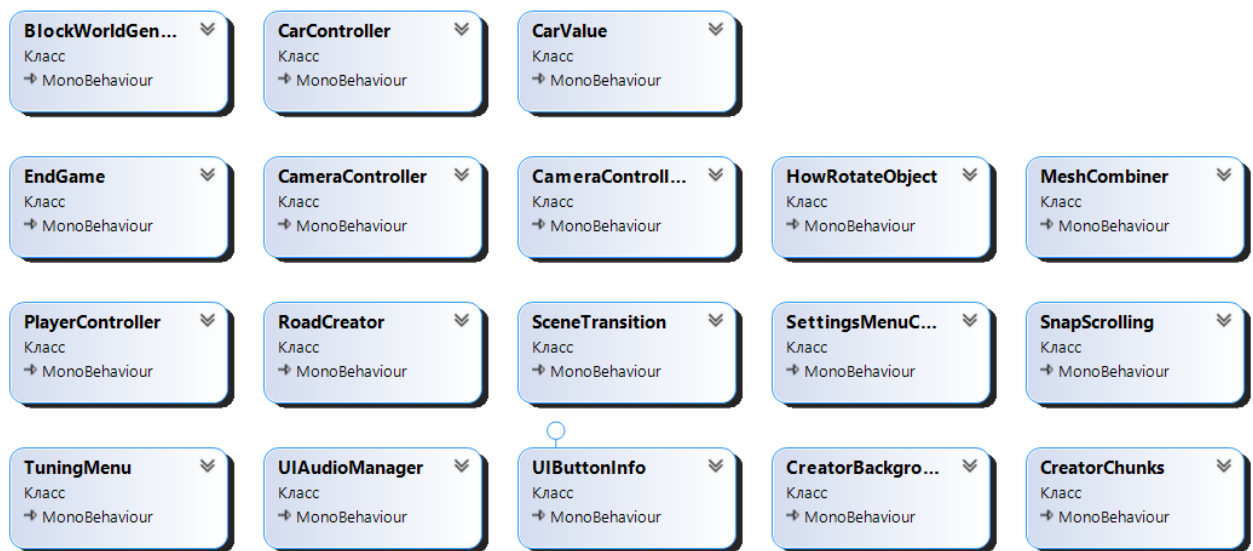 BlockWorldGen...
Класс
MonoBehaviour
CarController
Класс
MonoBehaviour
CarValue
Класс
MonoBehaviour
EndGame
Класс
MonoBehaviour
CameraController
Класс
MonoBehaviour
CameraControll...
Класс
MonoBehaviour
HowRotateObject
Класс
MonoBehaviour
MeshCombiner
Класс
MonoBehaviour
PlayerController
Класс
MonoBehaviour
RoadCreator
Класс
MonoBehaviour
SceneTransition
Класс
MonoBehaviour
SettingsMenuC...
Класс
MonoBehaviour
SnapScrolling
Класс
MonoBehaviour
TuningMenu
Класс
MonoBehaviour
UIAudioManager
Класс
MonoBehaviour
UIButtonInfo
Класс
MonoBehaviour
CreatorBackgro...
Класс
MonoBehaviour
CreatorChunks
Класс
MonoBehaviour